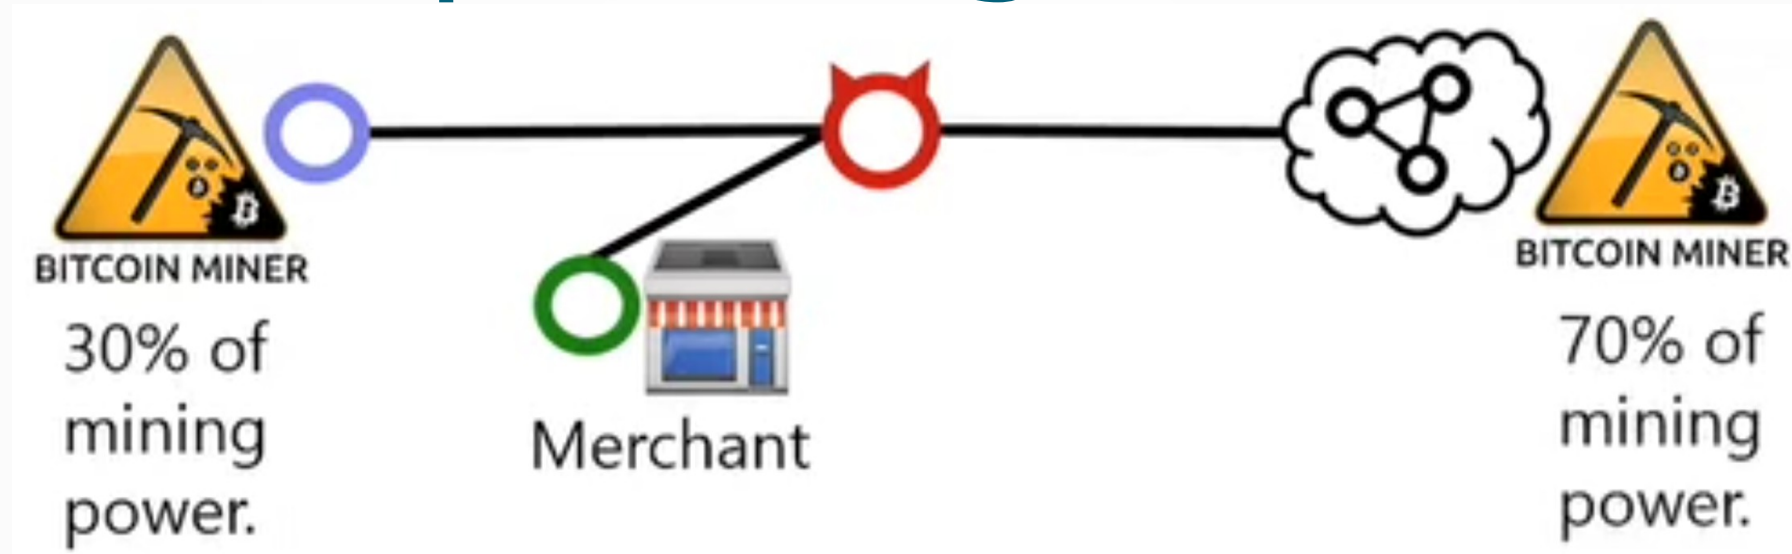 BITCOIN MINER
30% of
mining
power.
Merchant
BITCOIN MINER
70% of
mining
power.